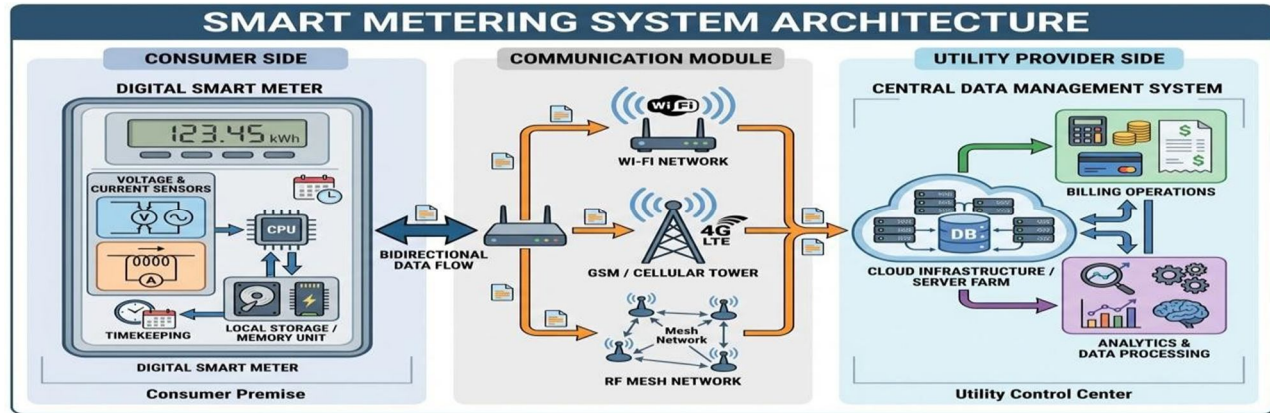 SMART METERING SYSTEM ARCHITECTURE
CONSUMER SIDE
DIGITAL SMART METER
123.45 kWh
VOLTAGE &
CURRENT SENSORS
V
A
CPU
TIMEKEEPING
LOCAL STORAGE /
MEMORY UNIT
DIGITAL SMART METER
Consumer Premise
BIDIRECTIONAL
DATA FLOW
COMMUNICATION MODULE
Wi Fi
WI-FI NETWORK
4G
LTE
GSM / CELLULAR TOWER
Mesh
Network
RF MESH NETWORK
UTILITY PROVIDER SIDE
CENTRAL DATA MANAGEMENT SYSTEM
DB
CLOUD INFRASTRUCTURE /
SERVER FARM
$
$
BILLING OPERATIONS
ANALYTICS &
DATA PROCESSING
Utility Control Center